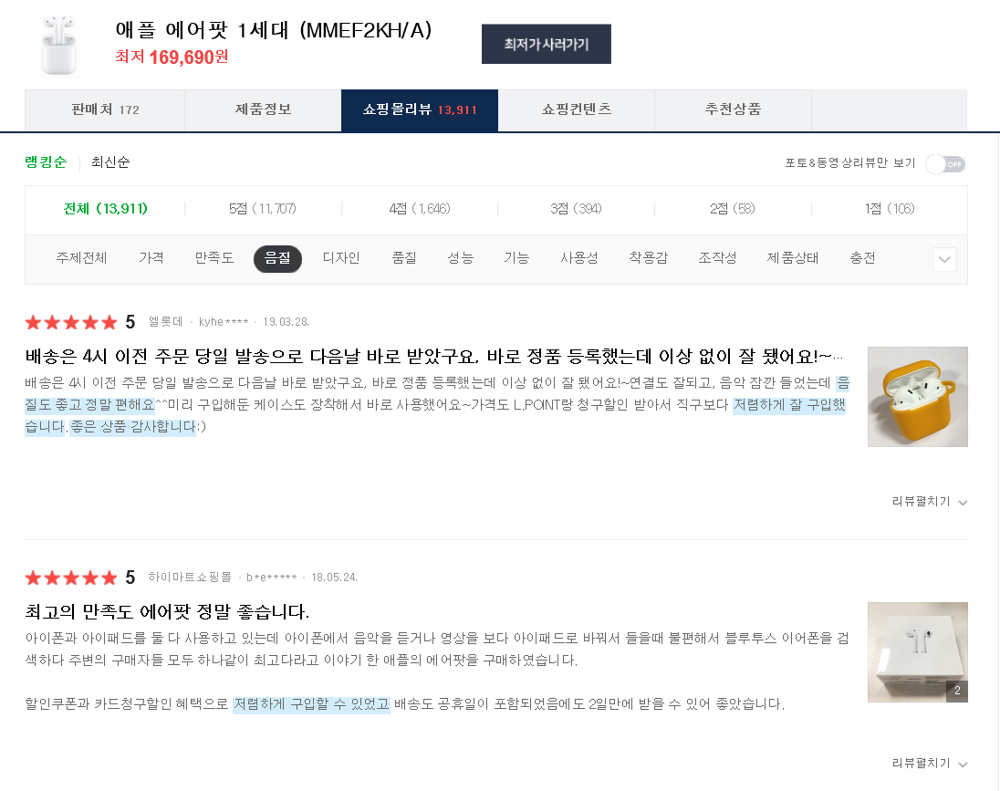 애플 에어팟 1세대 (MMEF2KH/A)
최저 169,690원
최저가 사러가기
판매처 172 제품정보 쇼핑몰리뷰 13,911 쇼핑컨텐츠 추천상품
랭킹순 최신순 포토&동영상리뷰만 보기 OFF
전체 (13,911) 5점 (11,707) 4점 (1,646) 3점 (394) 2점 (58) 1점 (106)
주제전체 가격 만족도 음질 디자인 품질 성능 기능 사용성 착용감 조작성 제품상태 충전
5 엘롯데 · kyhe**** · 19.03.28.
배송은 4시 이전 주문 당일 발송으로 다음날 바로 받았구요, 바로 정품 등록했는데 이상 없이 잘 됐어요!~...
배송은 4시 이전 주문 당일 발송으로 다음날 바로 받았구요, 바로 정품 등록했는데 이상 없이 잘 됐어요!~연결도 잘되고, 음악 잠깐 들었는데 음
질도 좋고 정말 편해요^^미리 구입해둔 케이스도 장착해서 바로 사용했어요~가격도 L.POINT랑 청구할인 받아서 직구보다 저렴하게 잘 구입했
습니다.좋은 상품 감사합니다:)
리뷰펼치기
5 하이마트쇼핑몰 · b*e***** · 18.05.24.
최고의 만족도 에어팟 정말 좋습니다.
아이폰과 아이패드를 둘 다 사용하고 있는데 아이폰에서 음악을 듣거나 영상을 보다 아이패드로 바꿔서 들을때 불편해서 블루투스 이어폰을 검
색하다 주변의 구매자들 모두 하나같이 최고다라고 이야기 한 애플의 에어팟을 구매하였습니다.
2
할인쿠폰과 카드청구할인 혜택으로 저렴하게 구입할 수 있었고 배송도 공휴일이 포함되었음에도 2일만에 받을 수 있어 좋았습니다.
리뷰펼치기